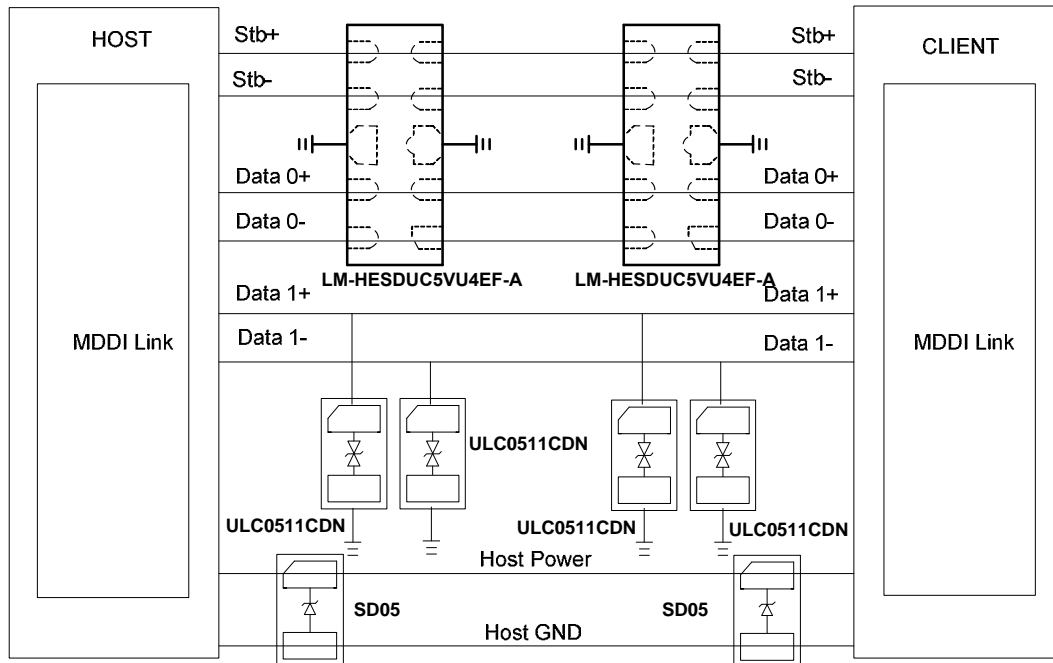 HOST
Stb+
Stb+
CLIENT
Stb-
Stb-
Data 0+
Data 0+
Data 0-
Data 0-
LM-HESDUC5VU4EF-A
LM-HESDUC5VU4EF-A
Data 1+
Data 1+
MDDI Link
Data 1-
Data 1-
MDDI Link
ULC0511CDN
ULC0511CDN
ULC0511CDN
ULC0511CDN
Host Power
SD05
SD05
Host GND